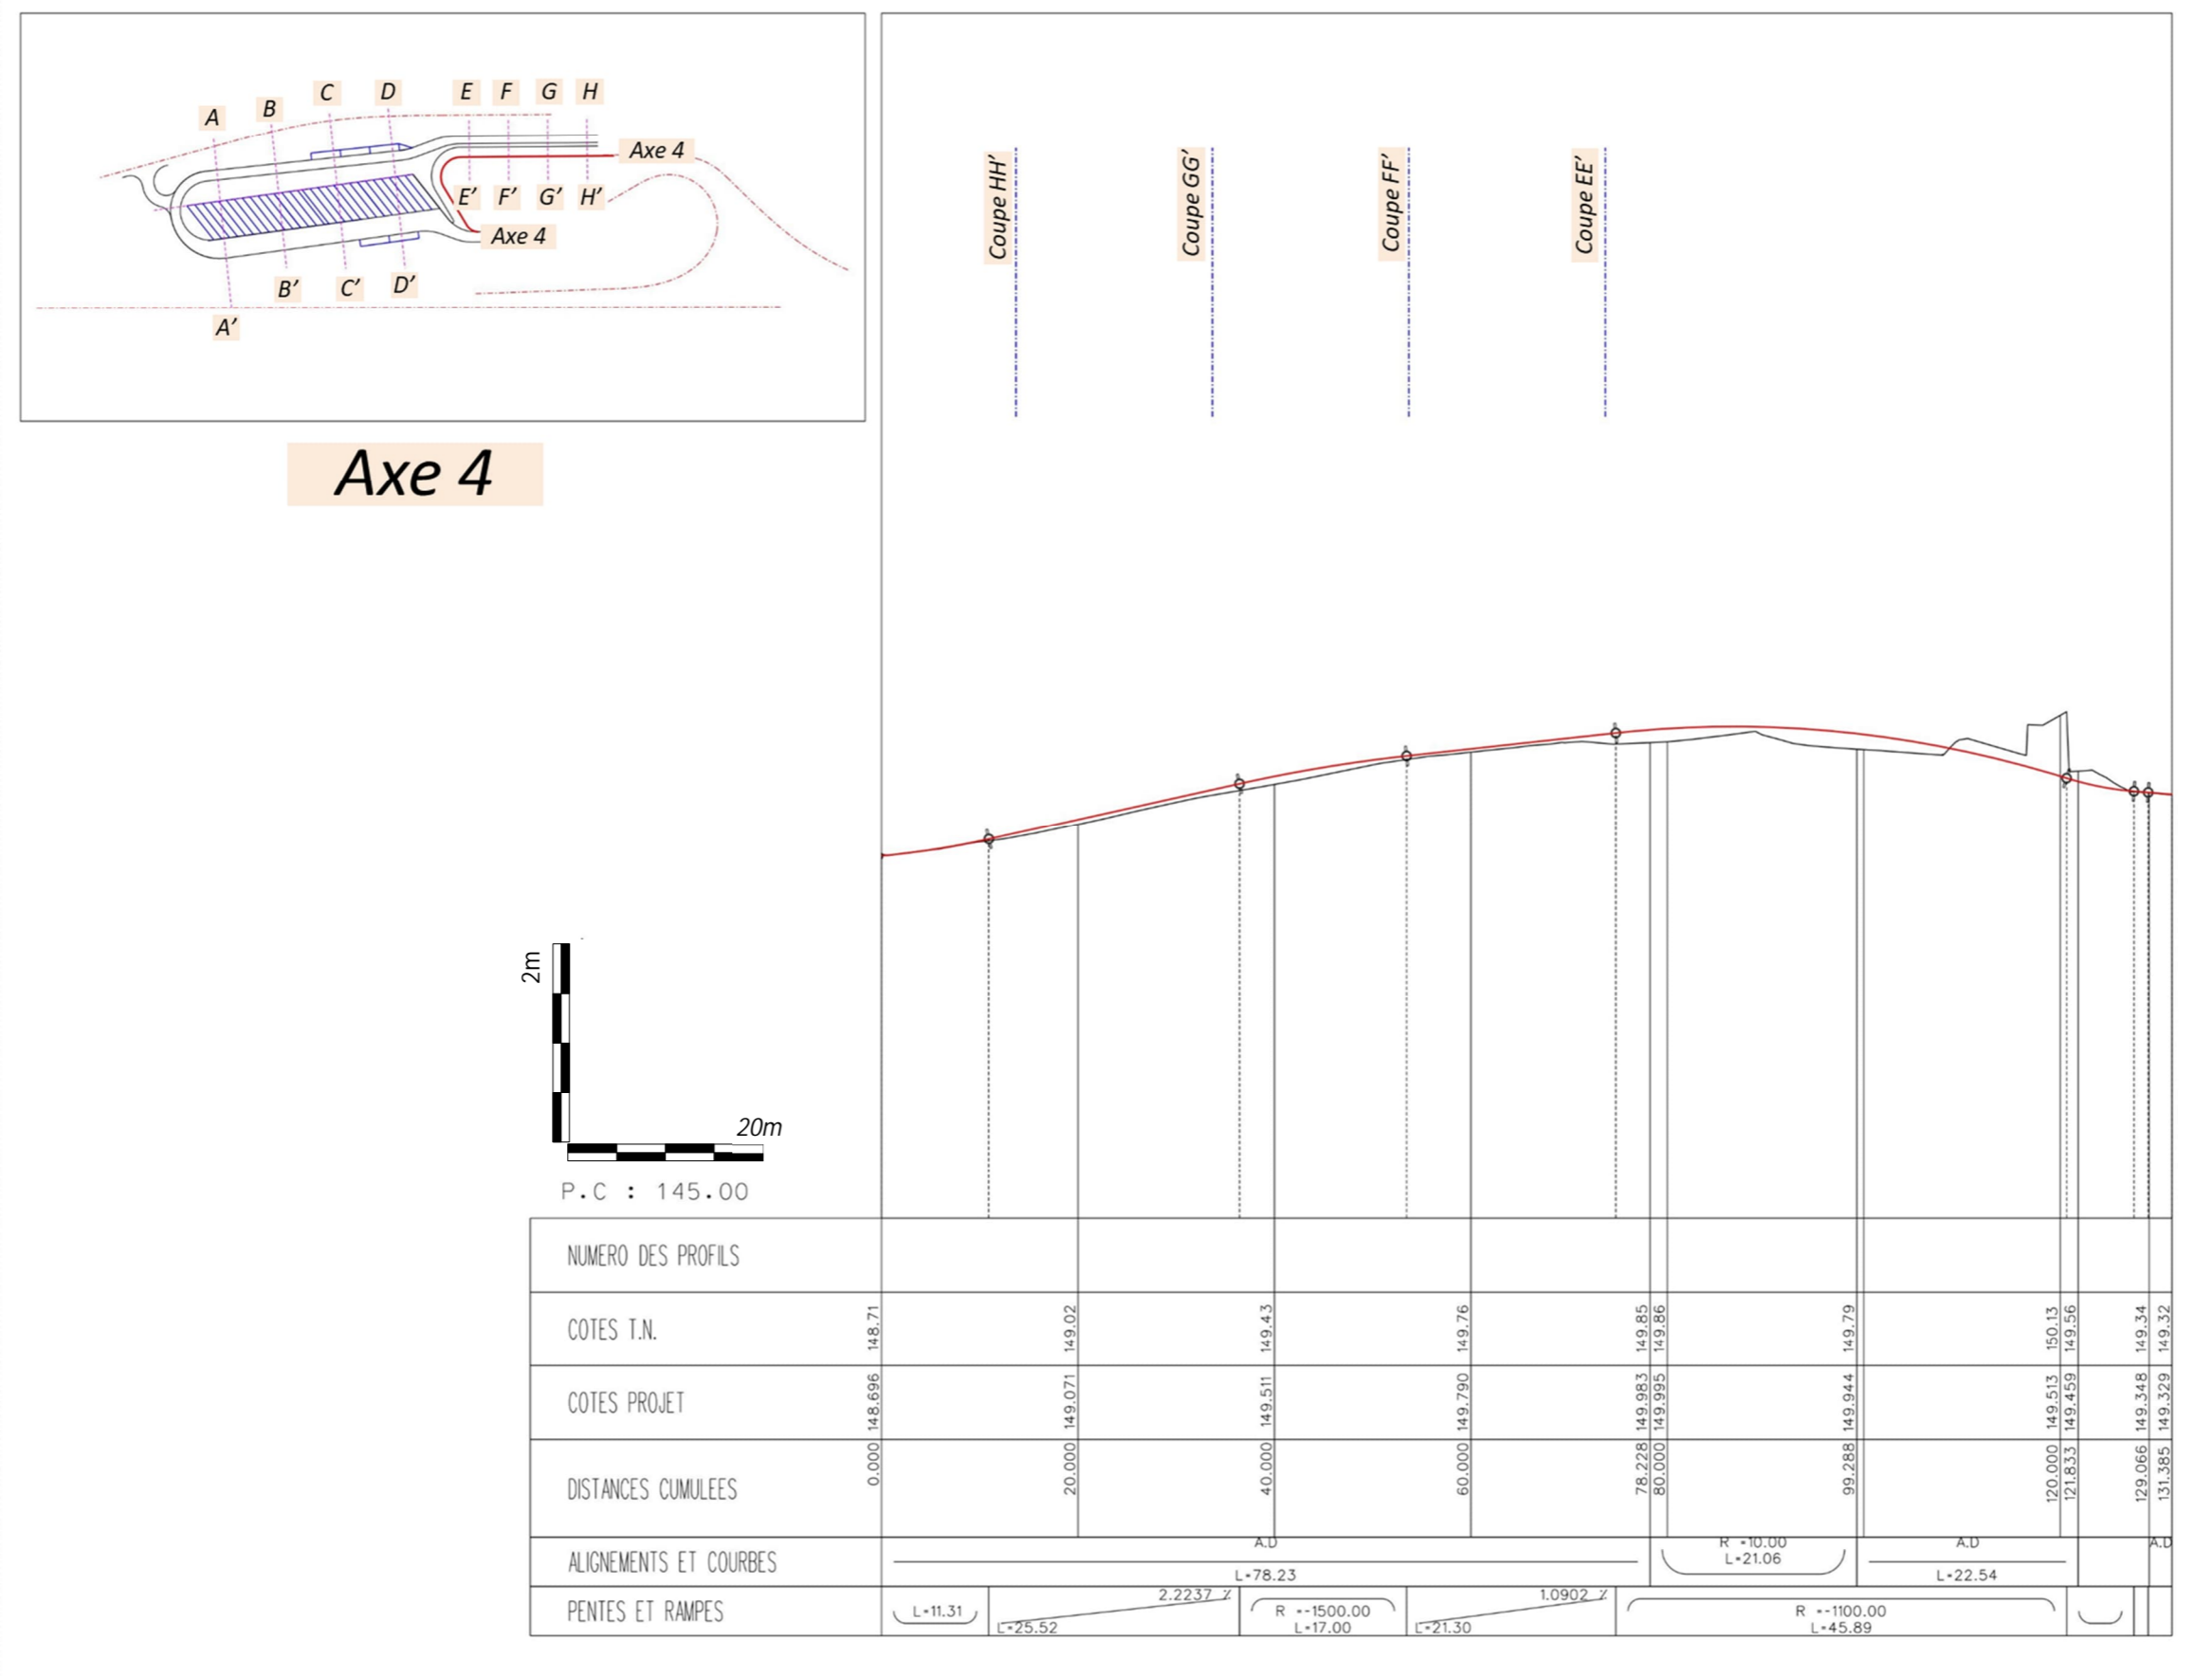 A
B
C
D
E
F
G
H
Axe 4
E’
F’
G’
H’
Axe 4
B’
C’
D’
A’
Axe 4
Coupe HH’
Coupe GG’
Coupe FF’
Coupe EE’
2m
20m
P.C : 145.00
NUMERO DES PROFILS
COTES T.N.
148.71
149.02
149.43
149.76
149.85
149.86
149.79
150.13
149.56
149.34
149.32
COTES PROJET
148.696
149.071
149.511
149.790
149.983
149.995
149.944
149.513
149.459
149.348
149.329
DISTANCES CUMULEES
0.000
20.000
40.000
60.000
78.228
80.000
99.288
120.000
121.833
129.066
131.385
ALIGNEMENTS ET COURBES
A.D
L=78.23
R =10.00
L=21.06
A.D
L=22.54
A.D
PENTES ET RAMPES
L=11.31
2.2237 %
L=25.52
R =-1500.00
L=17.00
1.0902 %
L=21.30
R =-1100.00
L=45.89